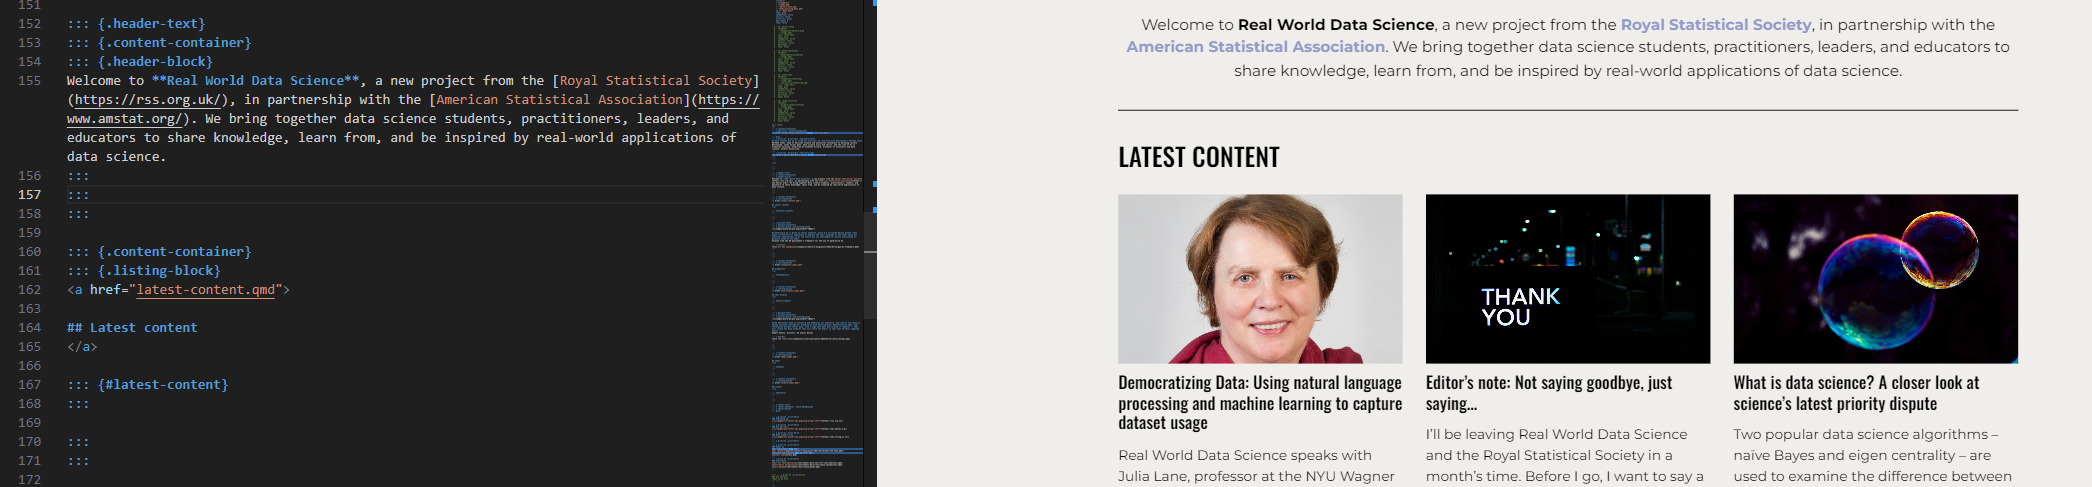 151
152 ::: {.header-text}
153 ::: {.content-container}
154 ::: {.header-block}
155 Welcome to **Real World Data Science**, a new project from the [Royal Statistical Society]
(https://rss.org.uk/), in partnership with the [American Statistical Association](https://
www.amstat.org/). We bring together data science students, practitioners, leaders, and
educators to share knowledge, learn from, and be inspired by real-world applications of
data science.
156 :::
157 :::
158 :::
159
160 ::: {.content-container}
161 ::: {.listing-block}
162 <a href="latest-content.qmd">
163
164 ## Latest content
165 </a>
166
167 ::: {#latest-content}
168 :::
169
170 :::
171 :::
172
Welcome to Real World Data Science, a new project from the Royal Statistical Society, in partnership with the
American Statistical Association. We bring together data science students, practitioners, leaders, and educators to
share knowledge, learn from, and be inspired by real-world applications of data science.
LATEST CONTENT
Democratizing Data: Using natural language
processing and machine learning to capture
dataset usage
Real World Data Science speaks with
Julia Lane, professor at the NYU Wagner
THANK
YOU
Editor's note: Not saying goodbye, just
saying...
I'll be leaving Real World Data Science
and the Royal Statistical Society in a
month's time. Before I go, I want to say a
What is data science? A closer look at
science's latest priority dispute
Two popular data science algorithms –
naïve Bayes and eigen centrality – are
used to examine the difference between